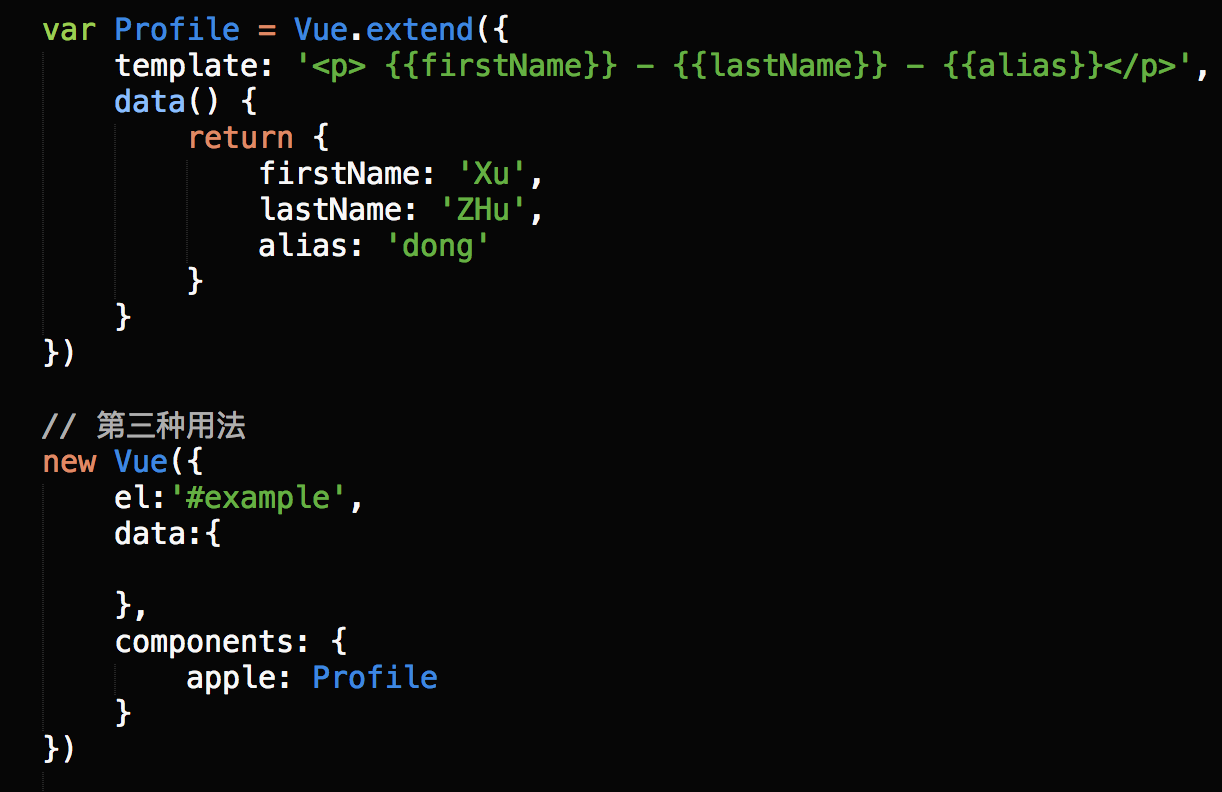 var Profile = Vue.extend({
    template: '<p> {{firstName}} - {{lastName}} - {{alias}}</p>',
    data() {
        return {
            firstName: 'Xu',
            lastName: 'ZHu',
            alias: 'dong'
        }
    }
})

// 第三种用法
new Vue({
    el:'#example',
    data:{

    },
    components: {
        apple: Profile
    }
})